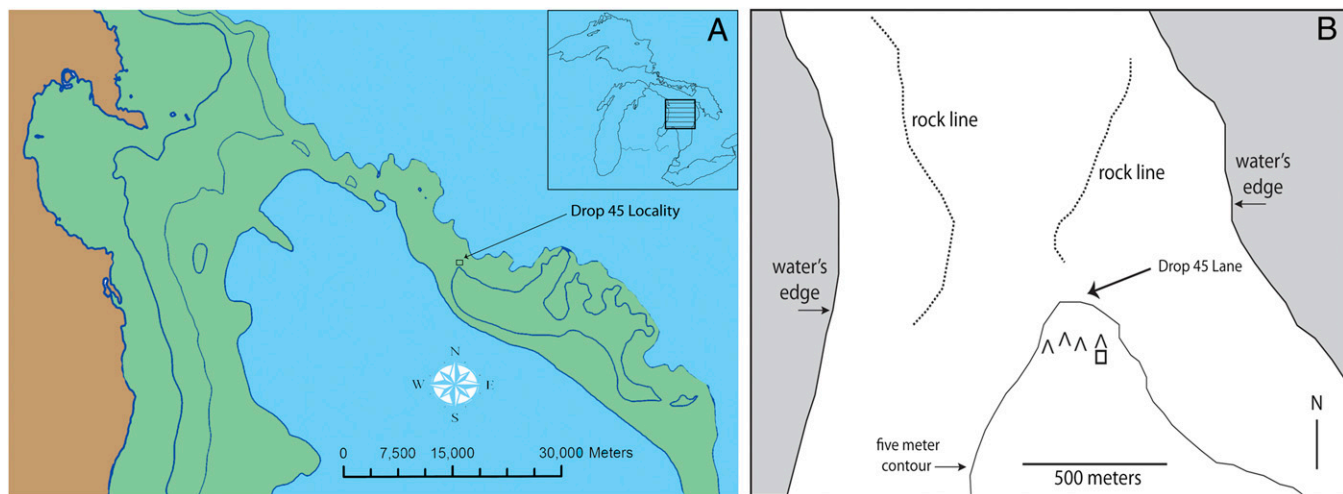 A
Drop 45 Locality
N
W E
S
0 7,500 15,000 30,000 Meters
B
rock line
rock line
water's
edge
water's
edge
Drop 45 Lane
five meter
contour
500 meters
N